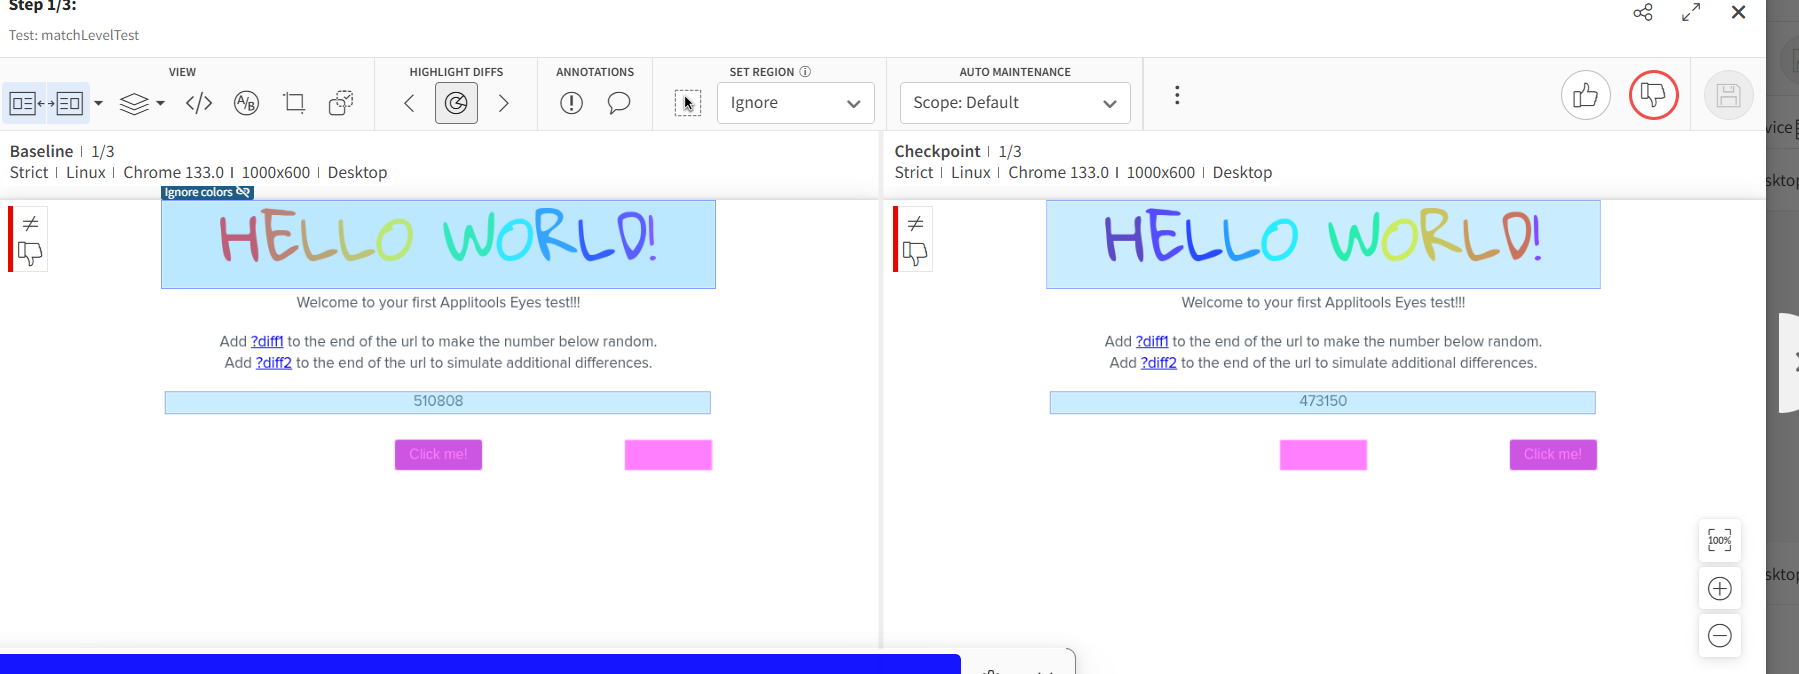 Step 1/3:
Test: matchLevelTest
VIEW
HIGHLIGHT DIFFS
ANNOTATIONS
SET REGION
AUTO MAINTENANCE
</>
A/B
Ignore
Scope: Default
Baseline | 1/3
Strict | Linux | Chrome 133.0 | 1000x600 | Desktop
Ignore colors
HELLO WORLD!
Welcome to your first Applitools Eyes test!!!
Add ?diff1 to the end of the url to make the number below random.
Add ?diff2 to the end of the url to simulate additional differences.
510808
Click me!
Checkpoint | 1/3
Strict | Linux | Chrome 133.0 | 1000x600 | Desktop
HELLO WORLD!
Welcome to your first Applitools Eyes test!!!
Add ?diff1 to the end of the url to make the number below random.
Add ?diff2 to the end of the url to simulate additional differences.
473150
Click me!
100%
vice
sktop
sktop